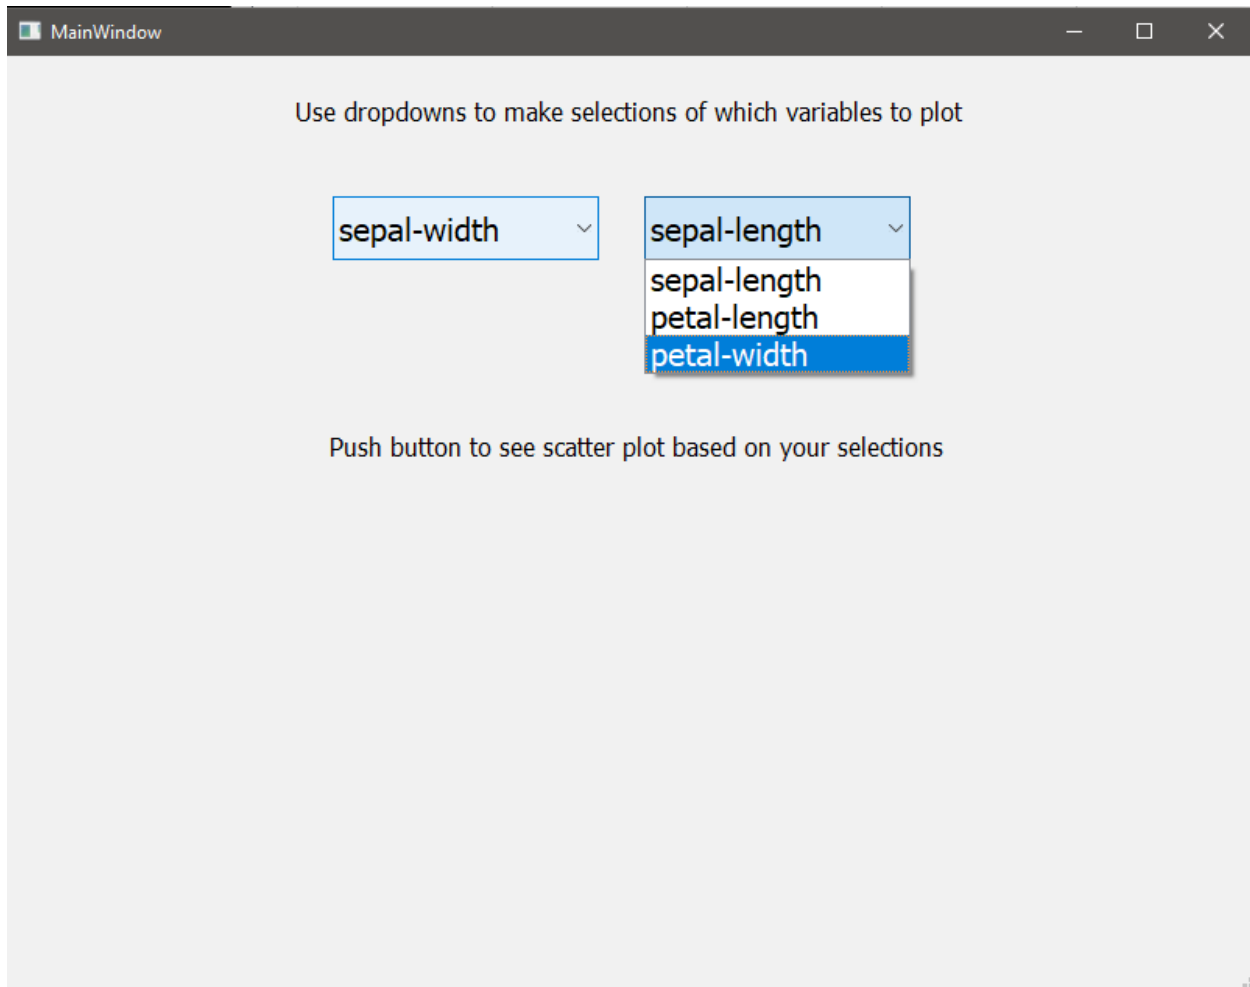 MainWindow
Use dropdowns to make selections of which variables to plot
sepal-width
sepal-length
sepal-length
petal-length
petal-width
Push button to see scatter plot based on your selections